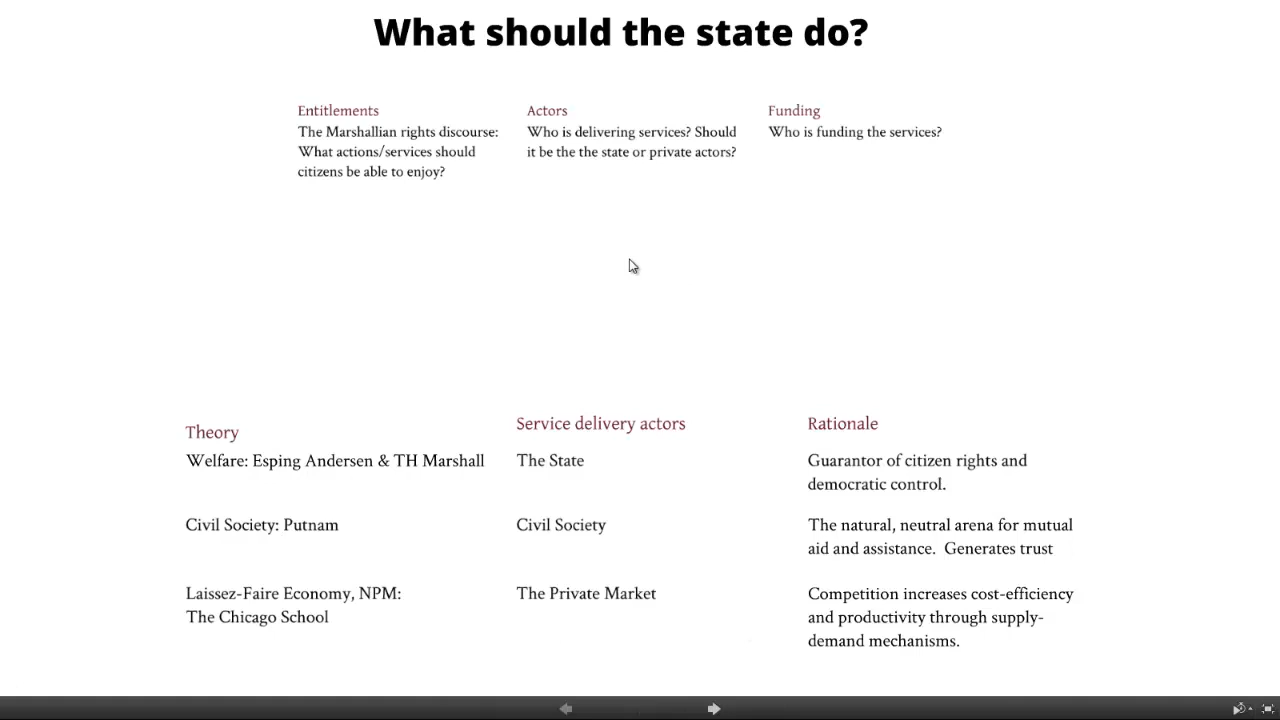 What should the state do?
Entitlements
The Marshallian rights discourse:
What actions/services should
citizens be able to enjoy?
Actors
Who is delivering services? Should
it be the the state or private actors?
Funding
Who is funding the services?
Theory
Service delivery actors
Rationale
Welfare: Esping Andersen & TH Marshall
The State
Guarantor of citizen rights and
democratic control.
Civil Society: Putnam
Civil Society
The natural, neutral arena for mutual
aid and assistance.  Generates trust
Laissez-Faire Economy, NPM:
The Chicago School
The Private Market
Competition increases cost-efficiency
and productivity through supply-
demand mechanisms.